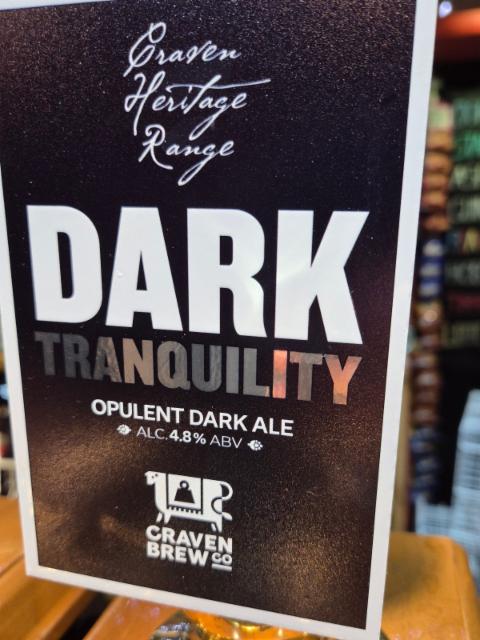 Craven
Heritage
Range
DARK
TRANQUILITY
OPULENT DARK ALE
ALC. 4.8% ABV
CRAVEN
BREW CO